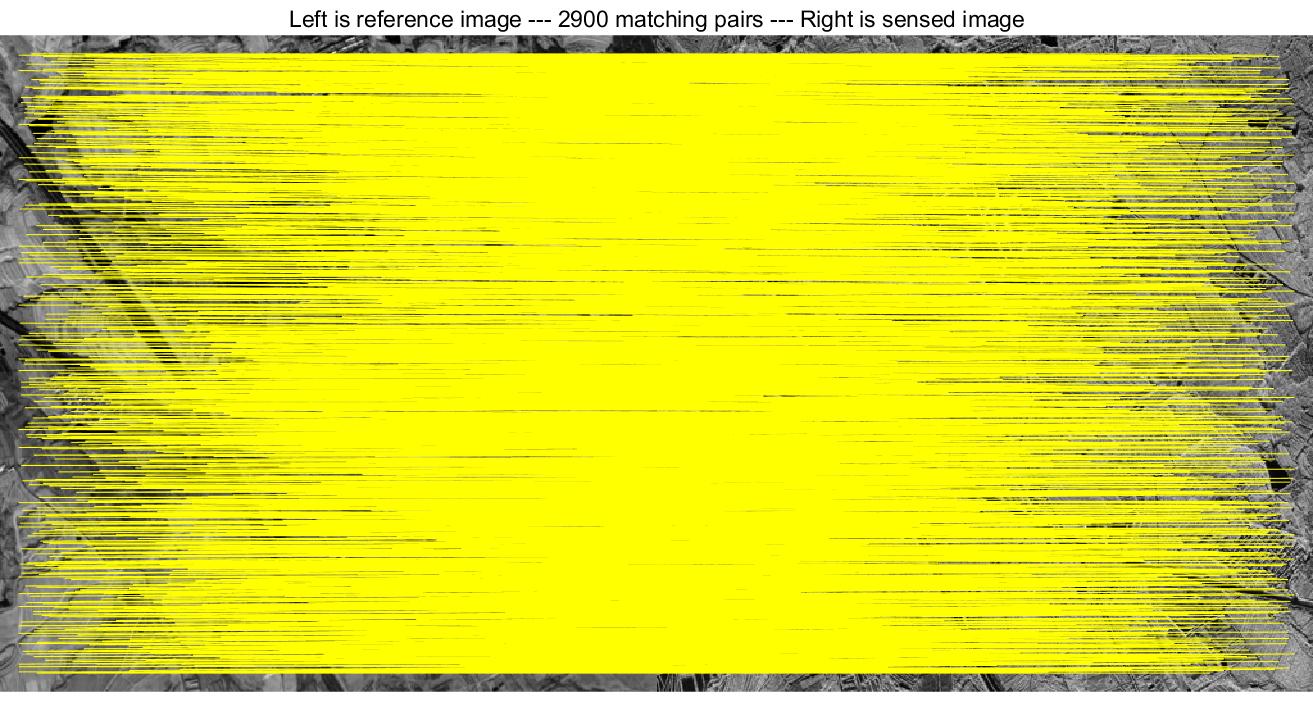 Left is reference image --- 2900 matching pairs --- Right is sensed image